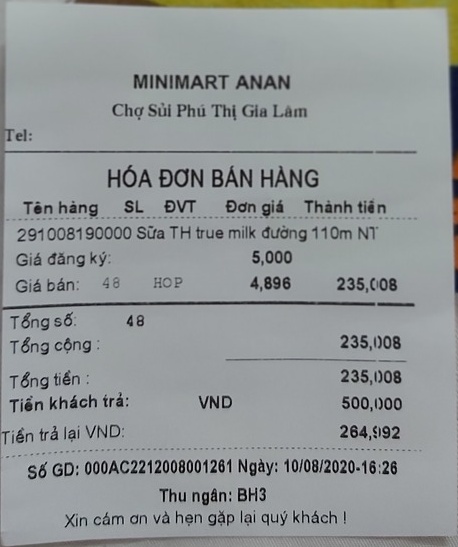 MINIMART ANAN
Chợ Sủi Phú Thị Gia Lâm
Tel:
HÓA ĐƠN BÁN HÀNG
Tên hàng SL ĐVT Đơn giá Thành tiền
291008190000 Sữa TH true milk đường 110m NT
Giá đăng ký: 5,000
Giá bán: 48 HOP 4,896 235,008
Tổng số: 48
Tổng cộng : 235,008
Tổng tiền : 235,008
Tiền khách trả: VND 500,000
Tiền trả lại VND: 264,992
Số GD: 000AC2212008001261 Ngày: 10/08/2020-16:26
Thu ngân: BH3
Xin cám ơn và hẹn gặp lại quý khách !